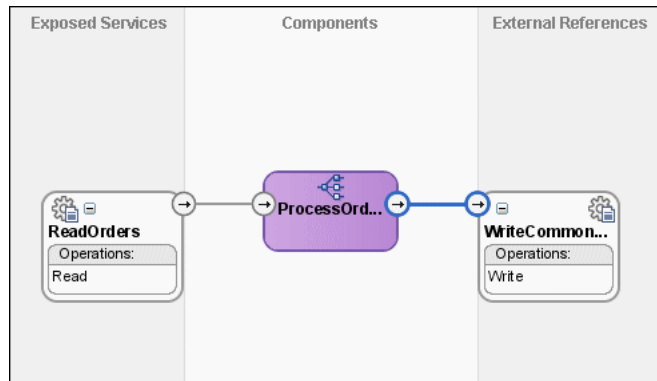 Exposed Services
Components
External References
ReadOrders
Operations:
Read
ProcessOrd...
WriteCommon...
Operations:
Write